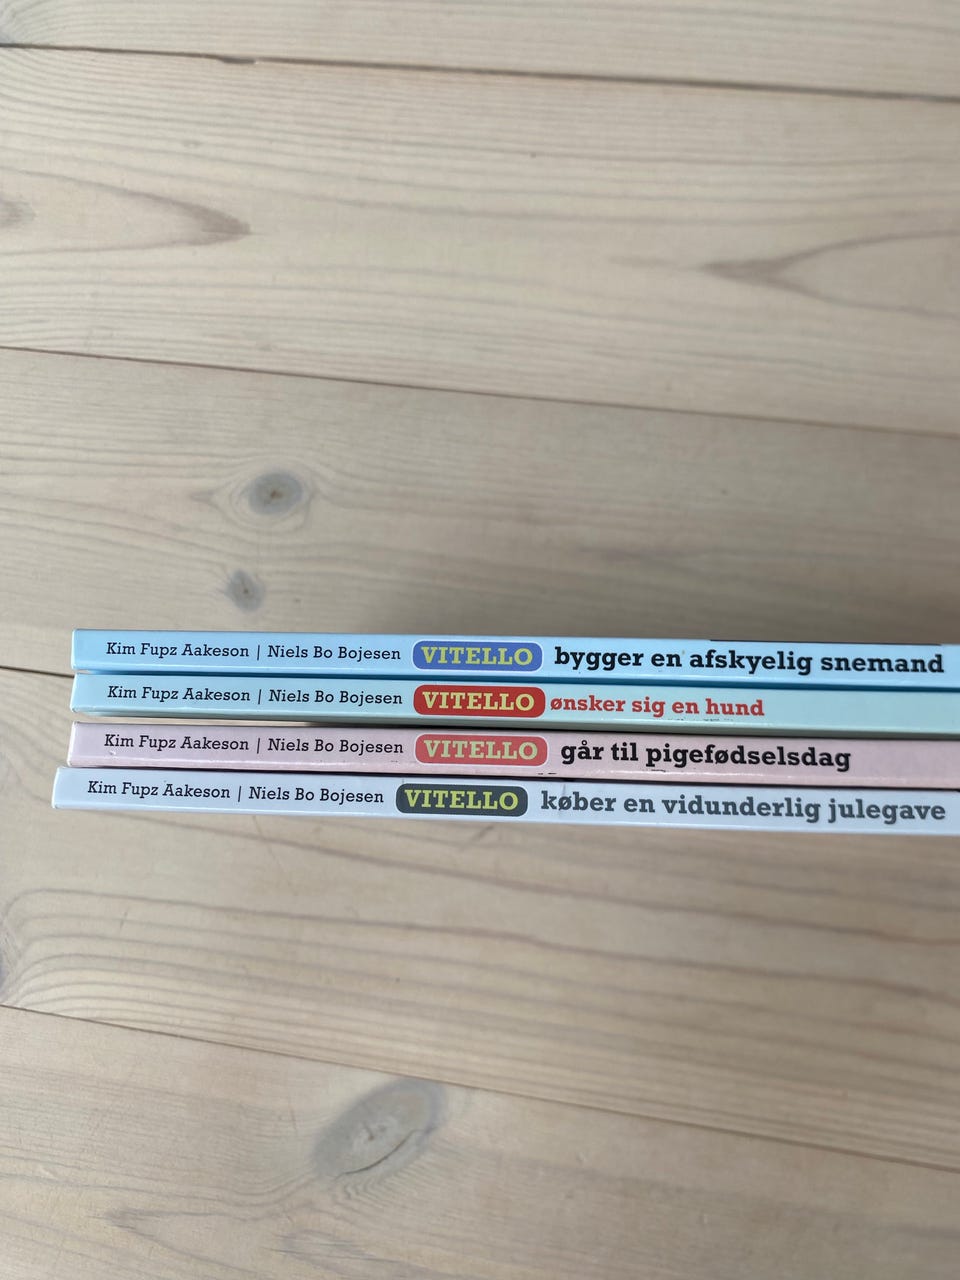 Kim Fupz Aakeson | Niels Bo Bojesen VITELLO bygger en afskyelig snemand
Kim Fupz Aakeson | Niels Bo Bojesen VITELLO ønsker sig en hund
Kim Fupz Aakeson | Niels Bo Bojesen VITELLO går til pigefødselsdag
Kim Fupz Aakeson | Niels Bo Bojesen VITELLO køber en vidunderlig julegave